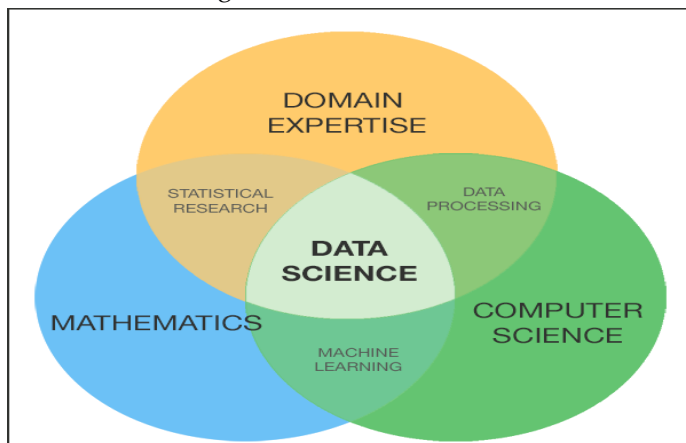 DOMAIN
EXPERTISE
STATISTICAL
RESEARCH
DATA
PROCESSING
DATA
SCIENCE
MATHEMATICS
COMPUTER
SCIENCE
MACHINE
LEARNING